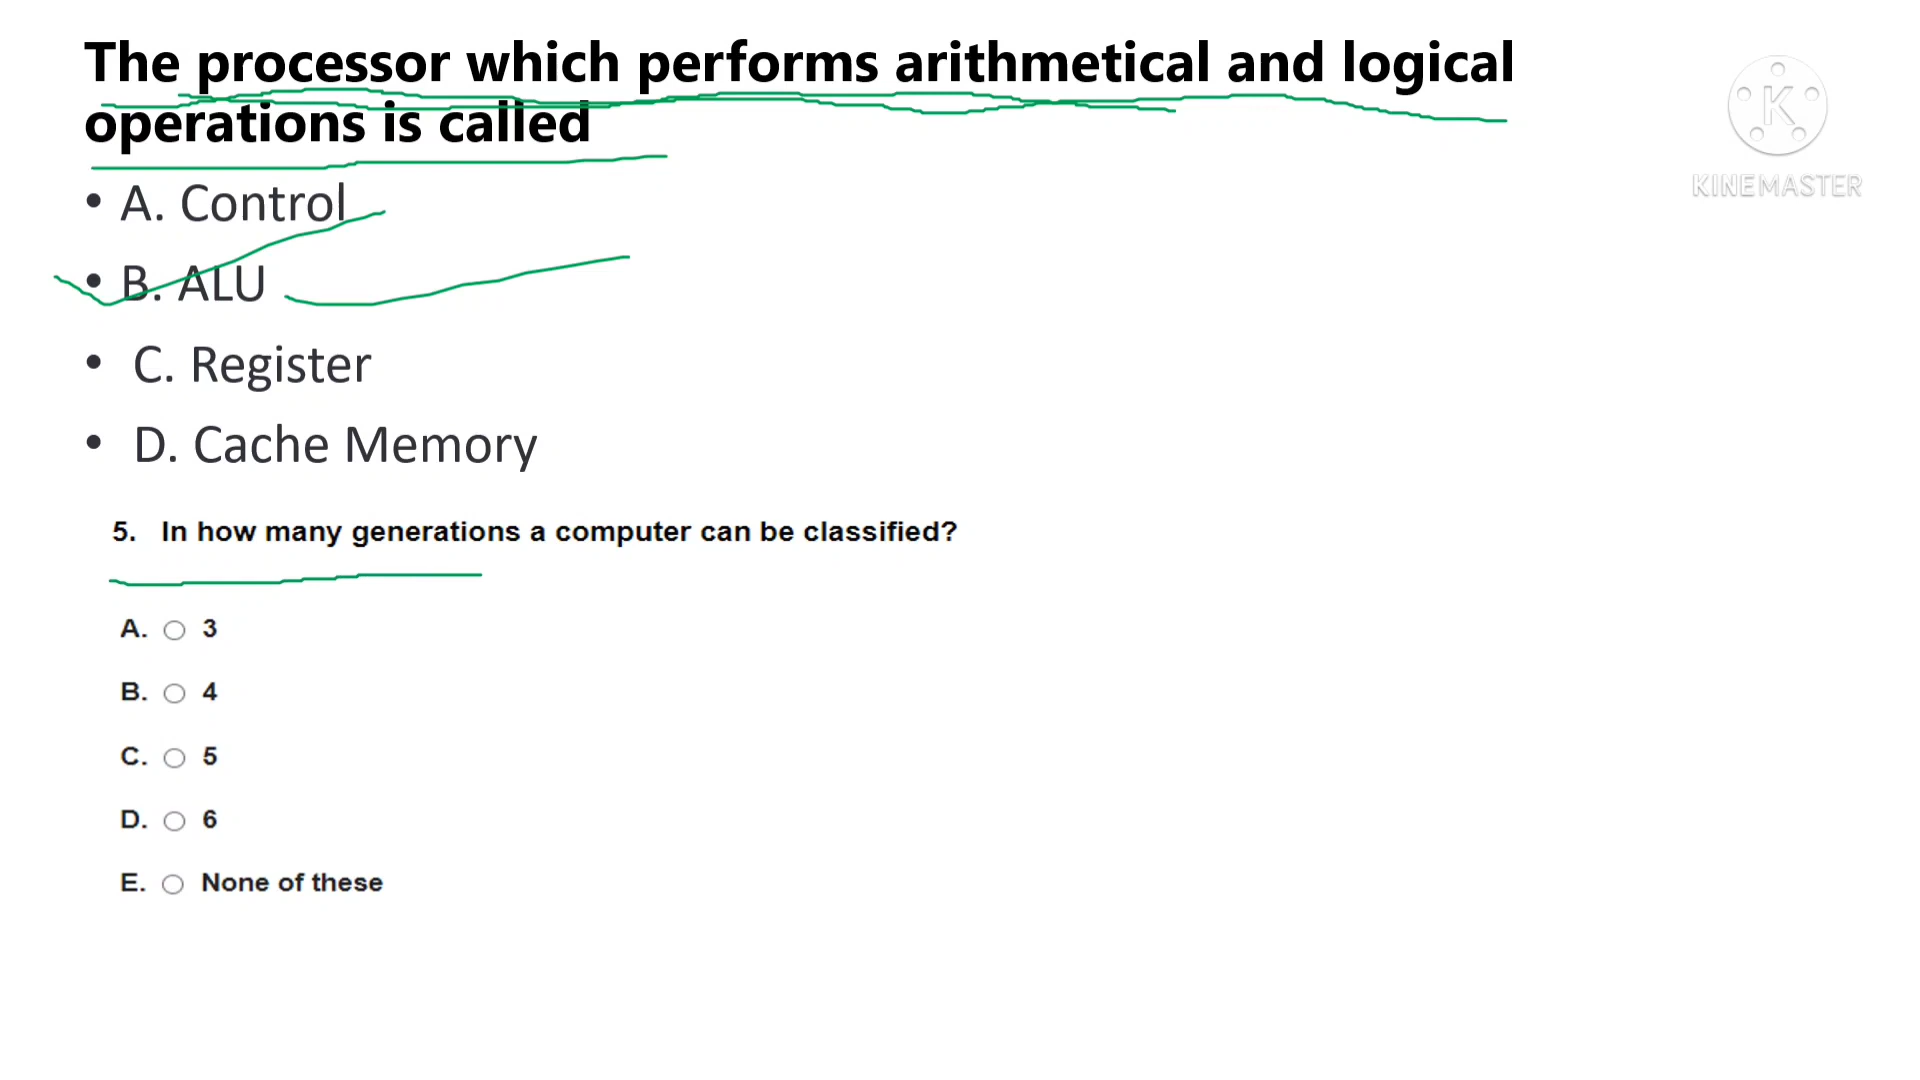 The processor which performs arithmetical and logical
operations is called
• A. Control
• B. ALU
• C. Register
• D. Cache Memory
5. In how many generations a computer can be classified?
A. 3
B. 4
C. 5
D. 6
E. None of these
K
KINEMASTER